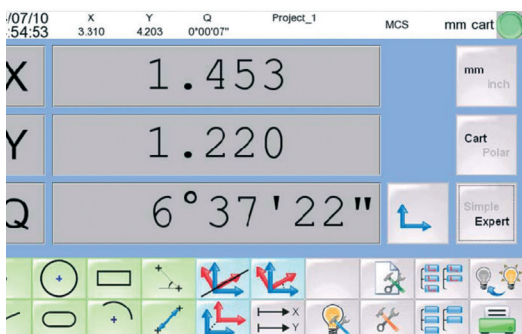 /07/10 X Y Q Project_1 MCS mm cart
:54:53 3.310 4.203 0°00'07"
X 1.453 mm
inch
Y 1.220 Cart
Polar
Q 6°37'22" Simple
Expert
X
Y